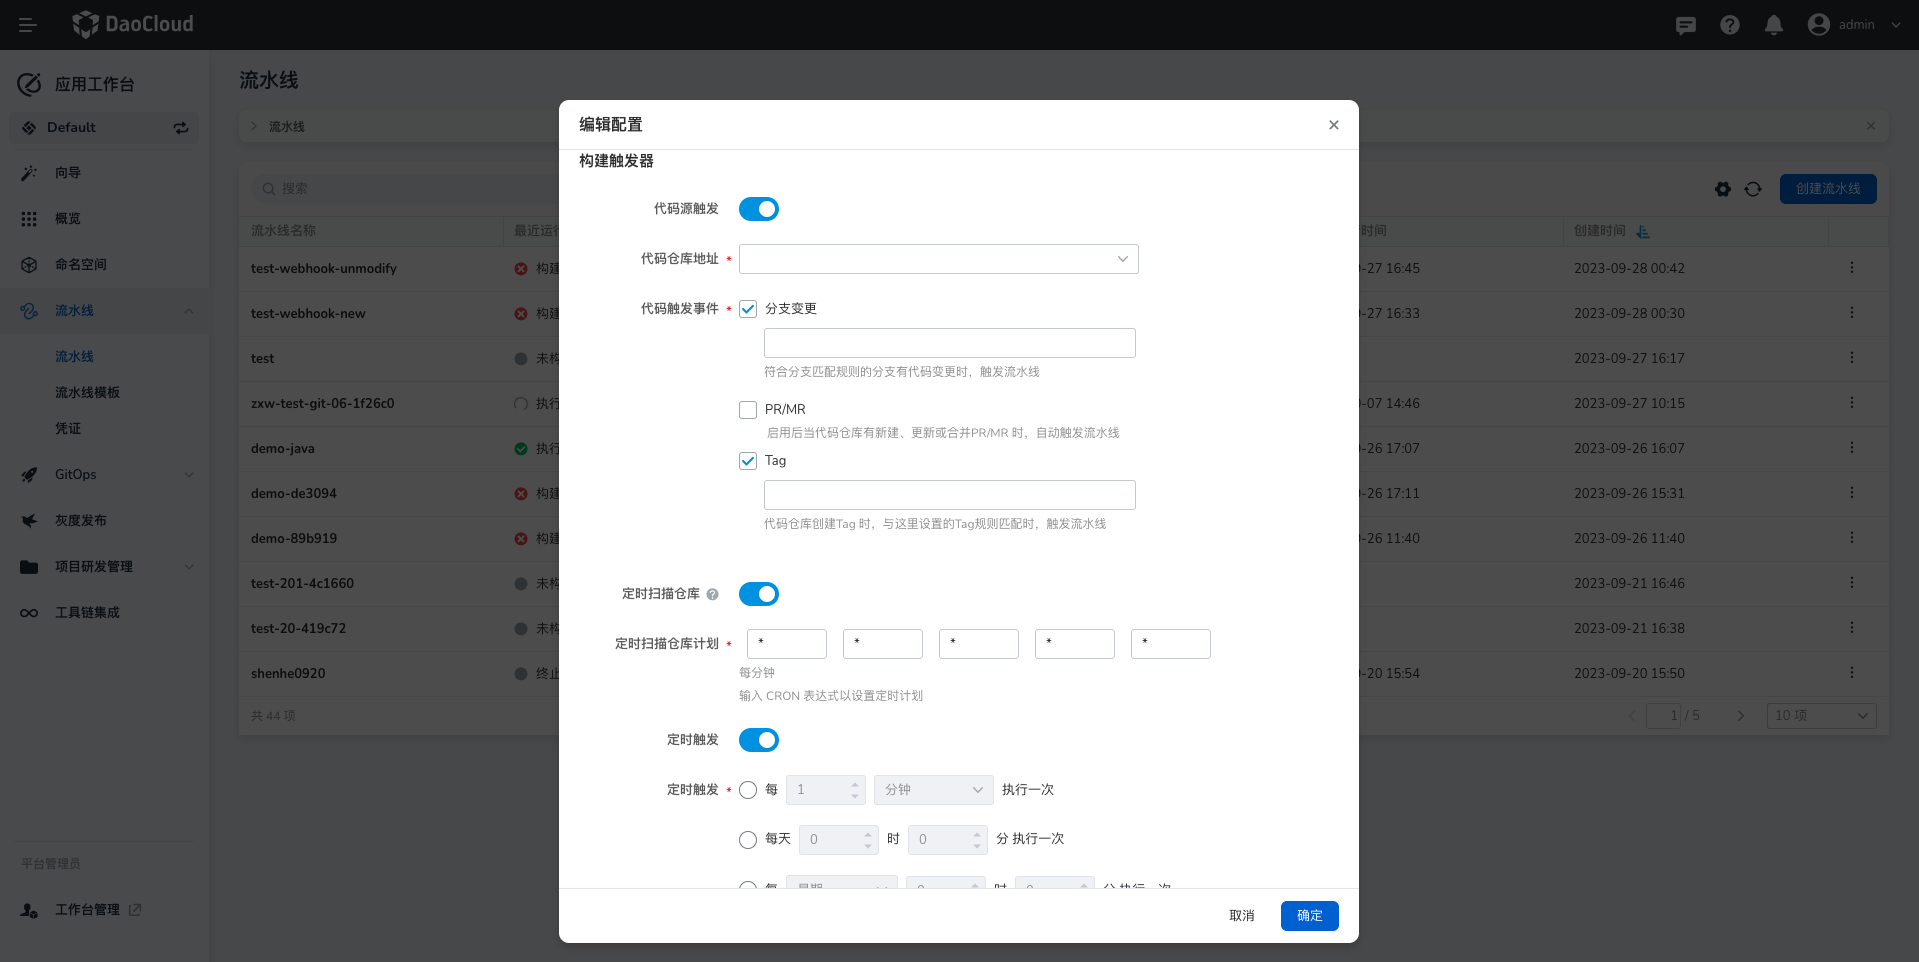 DaoCloud
admin
应用工作台
Default
向导
概览
命名空间
流水线
流水线
流水线模板
凭证
GitOps
灰度发布
项目研发管理
工具链集成
平台管理员
工作台管理
流水线
流水线
搜索
创建流水线
流水线名称 最近运行 时间 创建时间
test-webhook-unmodify 构建 -27 16:45 2023-09-28 00:42
test-webhook-new 构建 -27 16:33 2023-09-28 00:30
test 未构 2023-09-27 16:17
zxw-test-git-06-1f26c0 执行 -07 14:46 2023-09-27 10:15
demo-java 执行 -26 17:07 2023-09-26 16:07
demo-de3094 构建 -26 17:11 2023-09-26 15:31
demo-89b919 构建 -26 11:40 2023-09-26 11:40
test-201-4c1660 未构 2023-09-21 16:46
test-20-419c72 未构 2023-09-21 16:38
shenhe0920 终止 -20 15:54 2023-09-20 15:50
共 44 项 1 / 5 10 项
编辑配置
构建触发器
代码源触发
代码仓库地址 *
代码触发事件 * 分支变更
符合分支匹配规则的分支有代码变更时，触发流水线
PR/MR
启用后当代码仓库有新建、更新或合并PR/MR 时，自动触发流水线
Tag
代码仓库创建Tag 时，与这里设置的Tag规则匹配时，触发流水线
定时扫描仓库
定时扫描仓库计划 * * * * * *
每分钟
输入 CRON 表达式以设置定时计划
定时触发
定时触发 * 每 1 分钟 执行一次
每天 0 时 0 分 执行一次
每 星期 0 时 0 分 执行一次
取消 确定